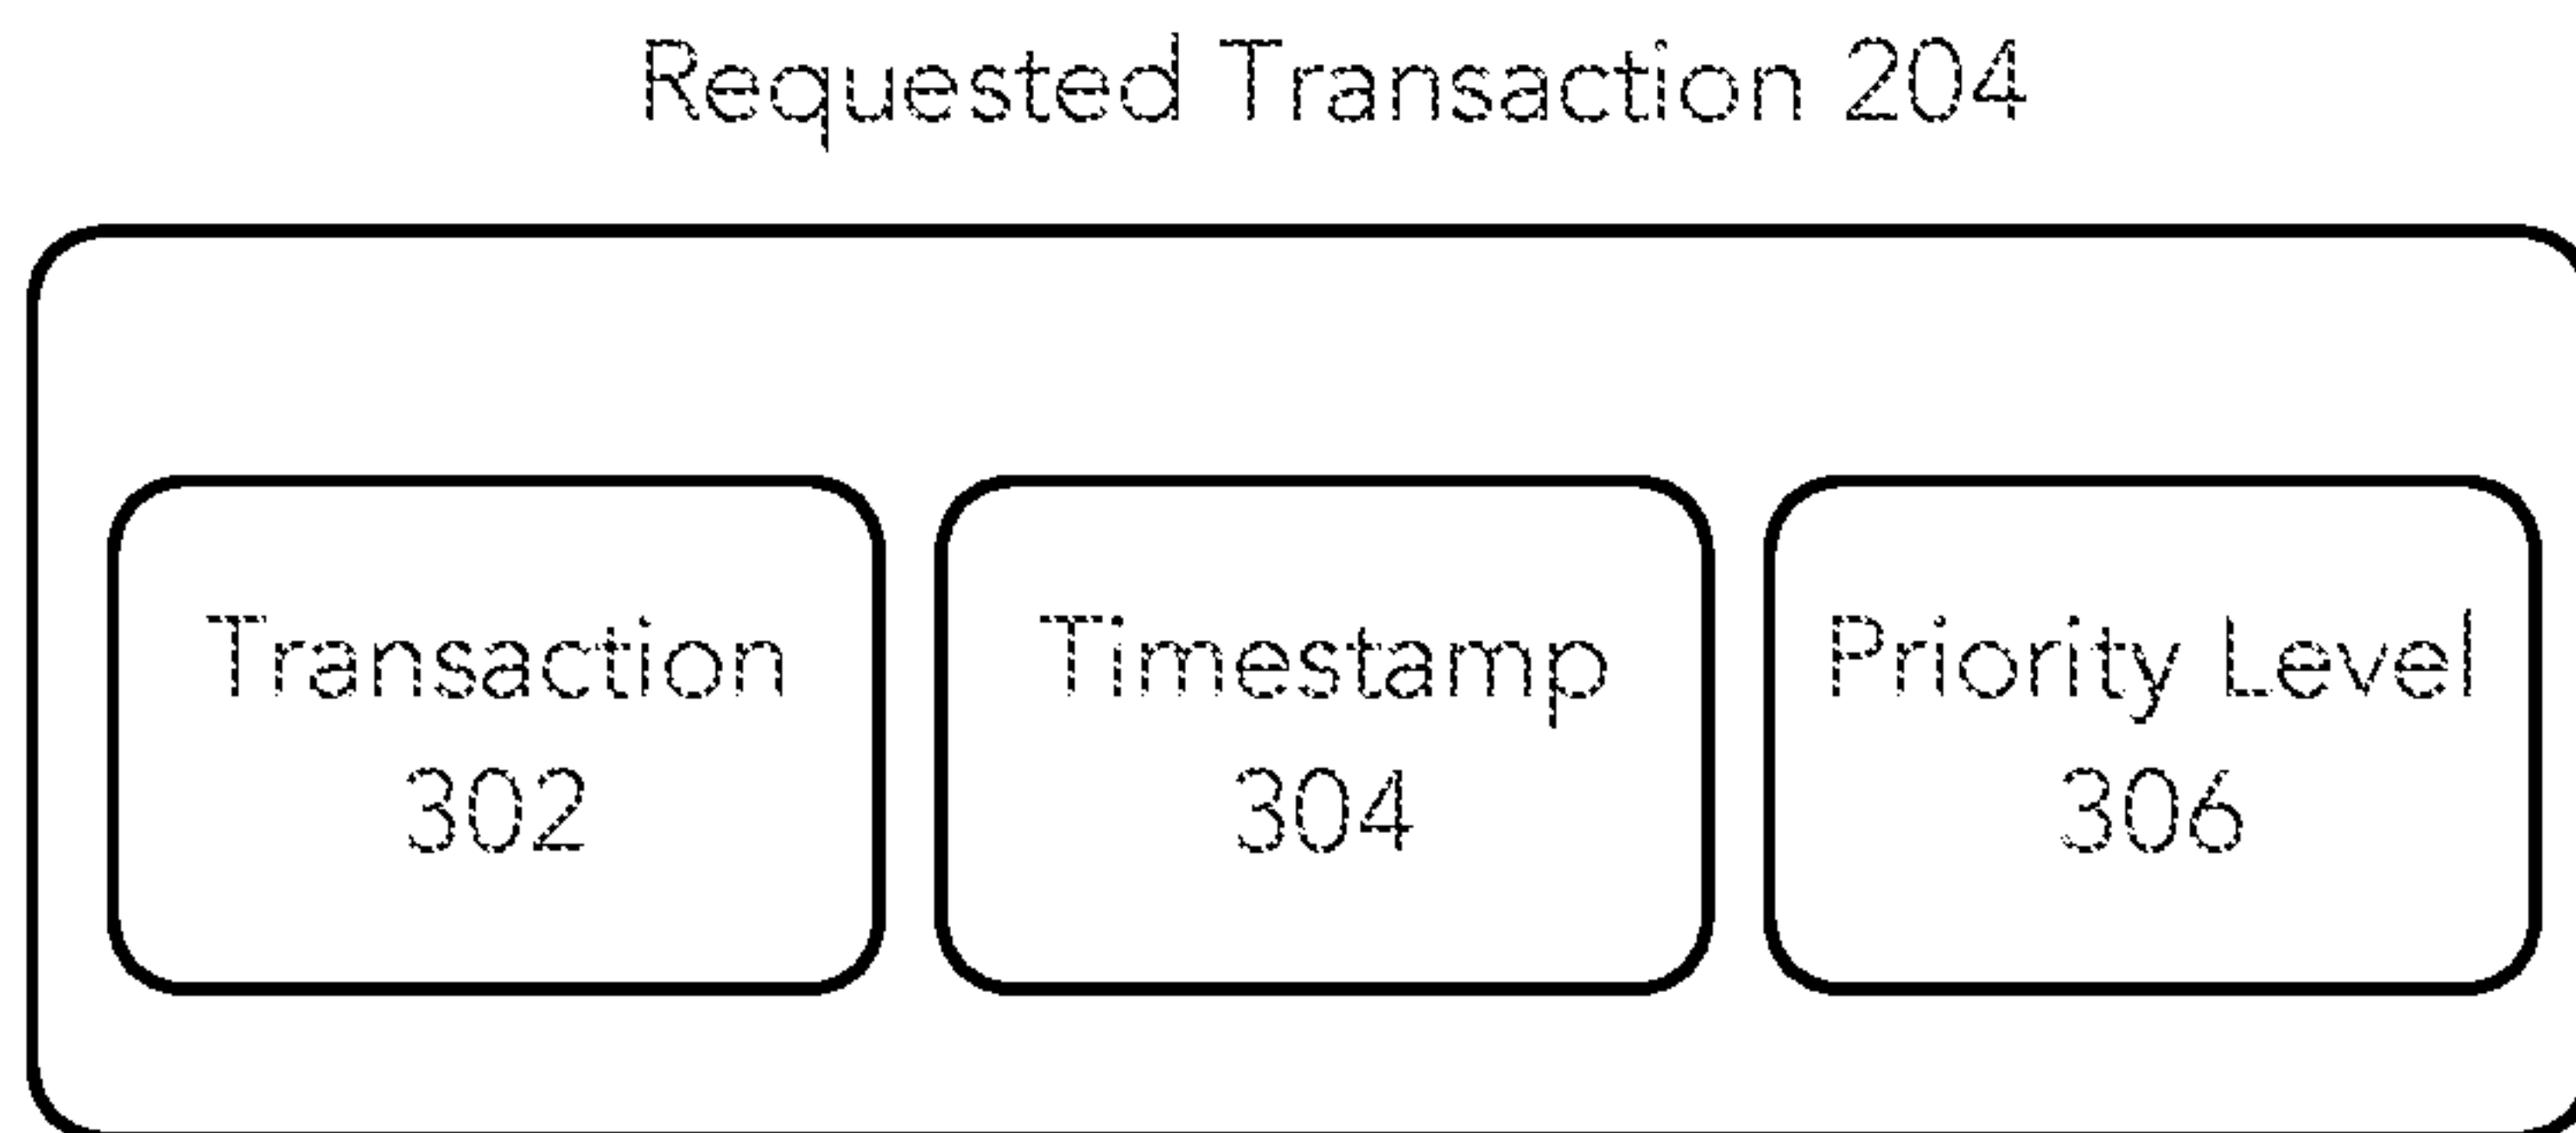 Requested Transaction 204
Transaction
302
Timestamp
304
Priority Level
306